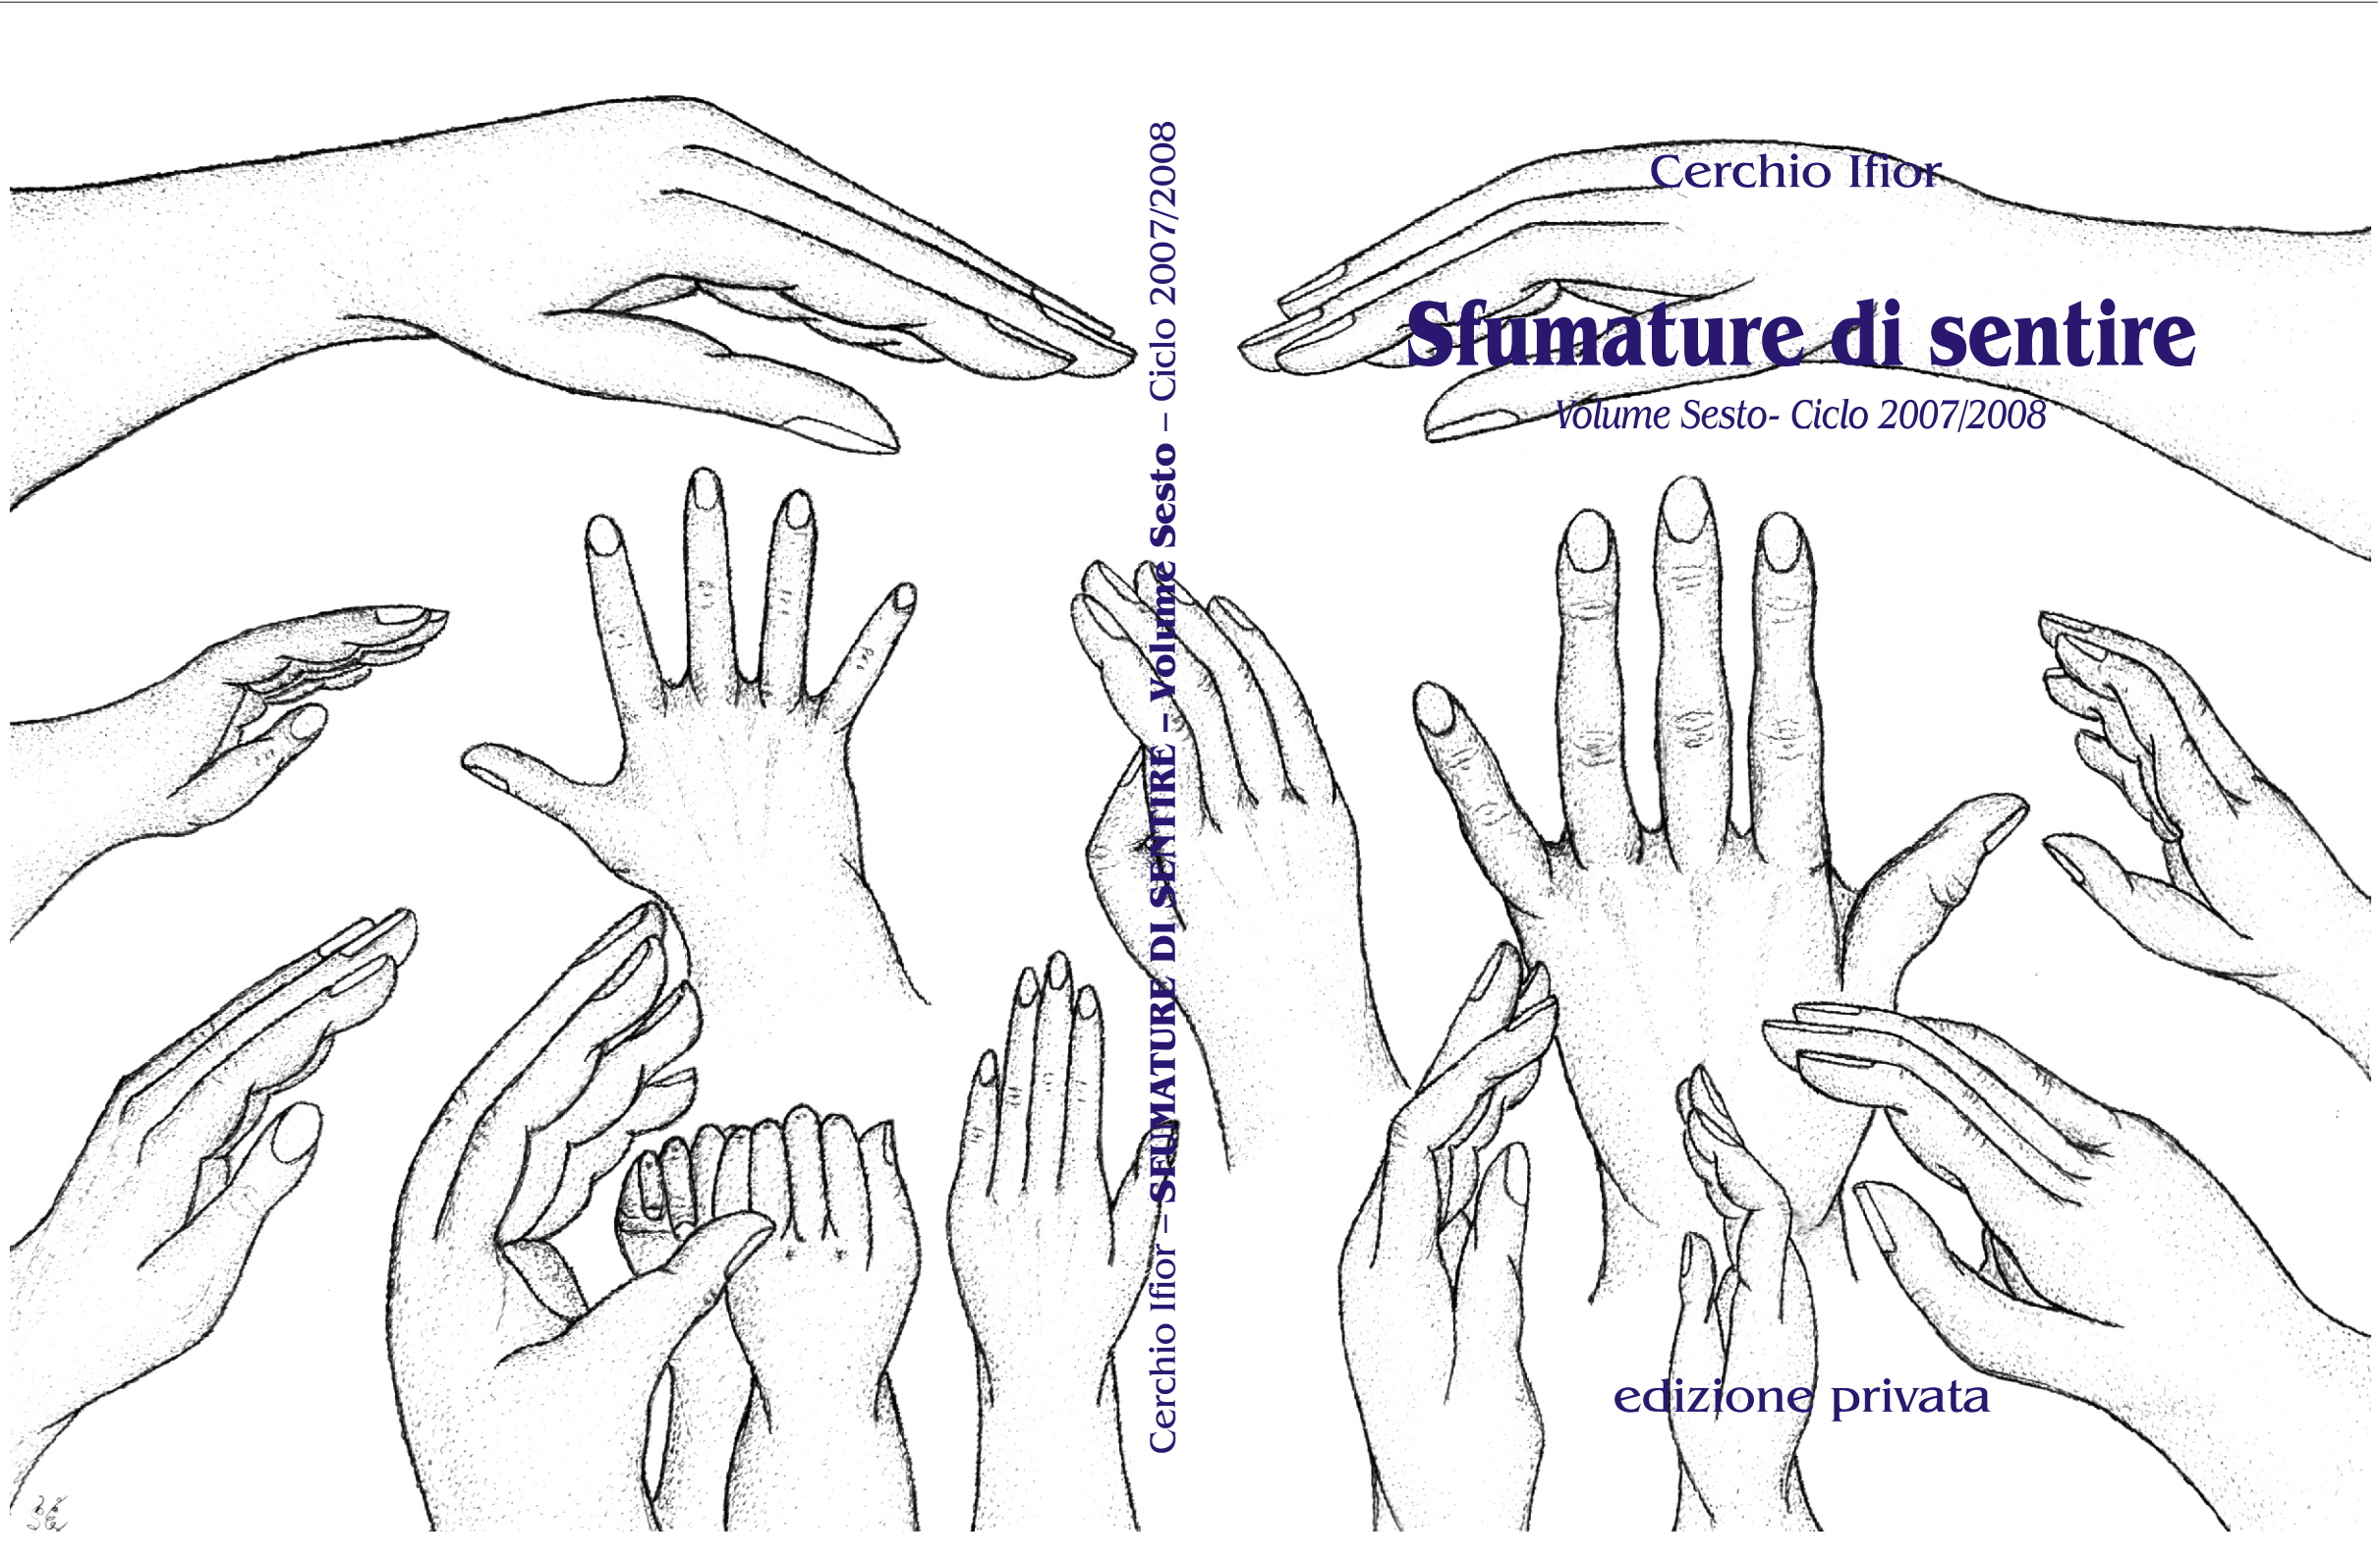 Cerchio Ifior – SFUMATURE DI SENTIRE – Volume Sesto – Ciclo 2007/2008
Cerchio Ifior
Sfumature di sentire
Volume Sesto- Ciclo 2007/2008
edizione privata